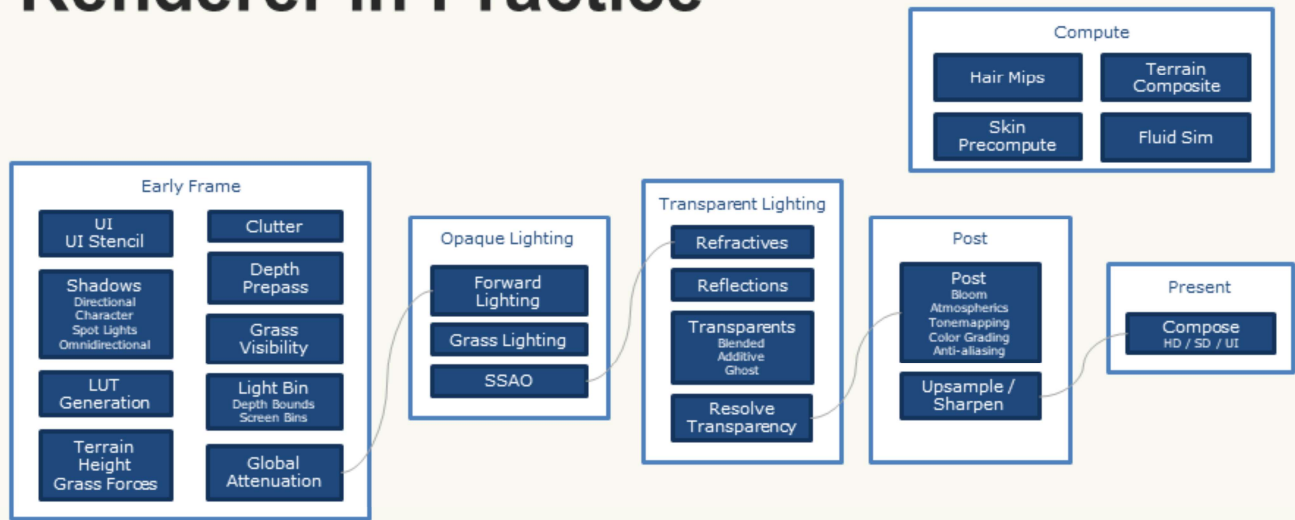 Renderer in Practice
Compute
Hair Mips
Terrain
Composite
Skin
Precompute
Fluid Sim
Early Frame
UI
UI Stencil
Shadows
Directional
Character
Spot Lights
Omnidirectional
LUT
Generation
Terrain
Height
Grass Forces
Clutter
Depth
Prepass
Grass
Visibility
Light Bin
Depth Bounds
Screen Bins
Global
Attenuation
Opaque Lighting
Forward
Lighting
Grass Lighting
SSAO
Transparent Lighting
Refractives
Reflections
Transparents
Blended
Additive
Ghost
Resolve
Transparency
Post
Post
Bloom
Atmospherics
Tonemapping
Color Grading
Anti-aliasing
Upsample /
Sharpen
Present
Compose
HD / SD / UI